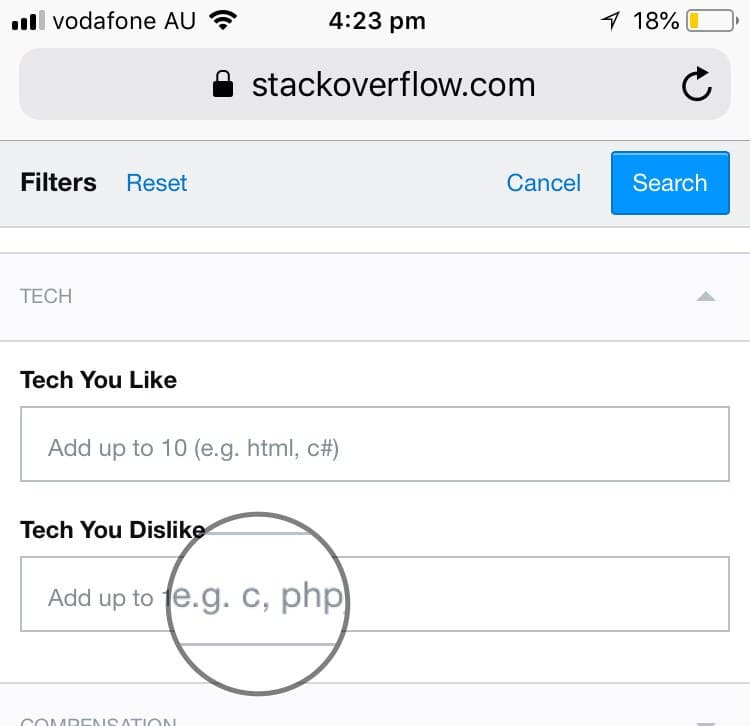 vodafone AU 4:23 pm 18%
stackoverflow.com
Filters Reset Cancel Search
TECH
Tech You Like
Add up to 10 (e.g. html, c#)
Tech You Dislike
Add up to e.g. c, php
COMPENSATION